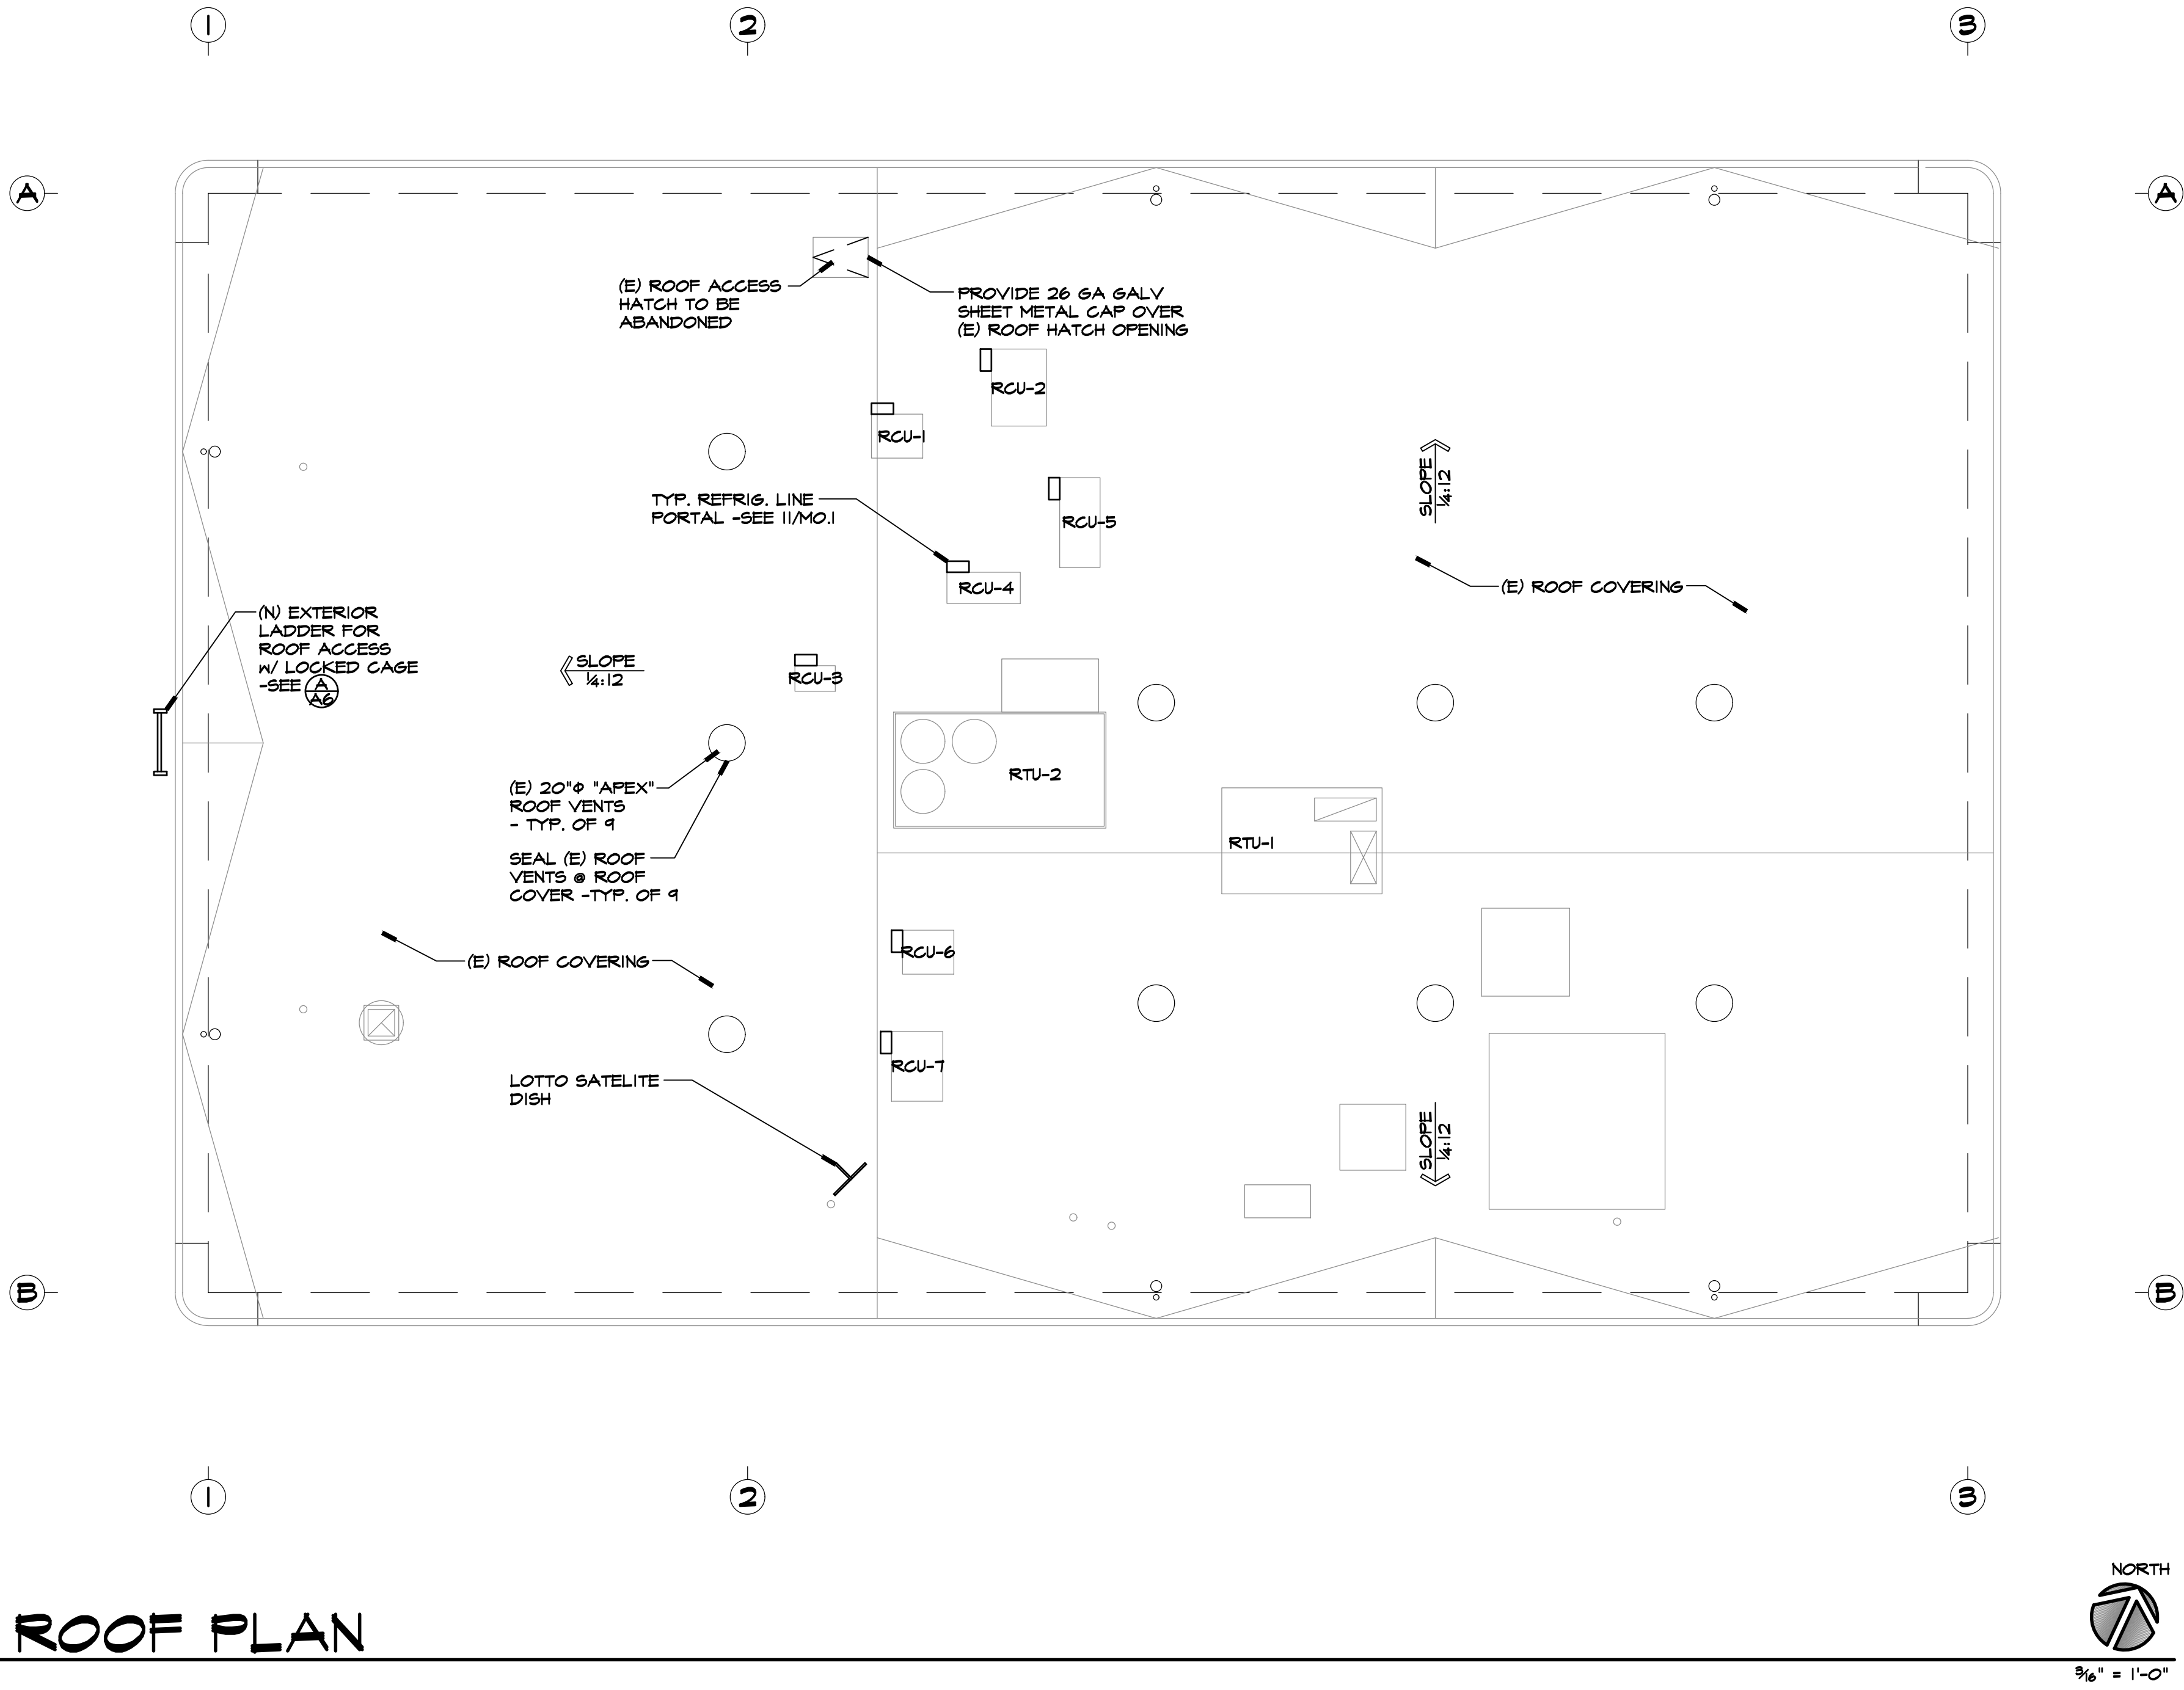 1
2
3
A
A
(E) ROOF ACCESS
HATCH TO BE
ABANDONED
PROVIDE 26 GA GALV
SHEET METAL CAP OVER
(E) ROOF HATCH OPENING
RCU-2
RCU-1
TYP. REFRIG. LINE
PORTAL -SEE 11/MO.1
RCU-5
SLOPE
1/4:12
RCU-4
(E) ROOF COVERING
(N) EXTERIOR
LADDER FOR
ROOF ACCESS
W/ LOCKED CAGE
-SEE
A
A6
SLOPE
1/4:12
RCU-3
RTU-2
(E) 20"Φ "APEX"
ROOF VENTS
- TYP. OF 9
RTU-1
SEAL (E) ROOF
VENTS @ ROOF
COVER -TYP. OF 9
(E) ROOF COVERING
RCU-6
RCU-7
LOTTO SATELITE
DISH
SLOPE
1/4:12
B
B
1
2
3
NORTH
ROOF PLAN
3/16" = 1'-0"